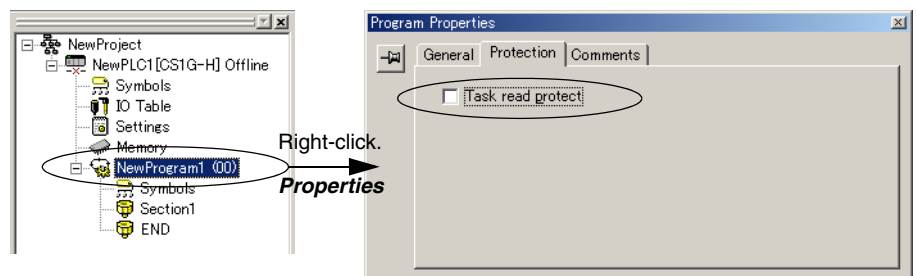 NewProject
NewPLC1[CS1G-H] Offline
Symbols
IO Table
Settings
Memory
NewProgram1 (00)
Symbols
Section1
END
Right-click.
Properties
Program Properties
General Protection Comments
Task read protect